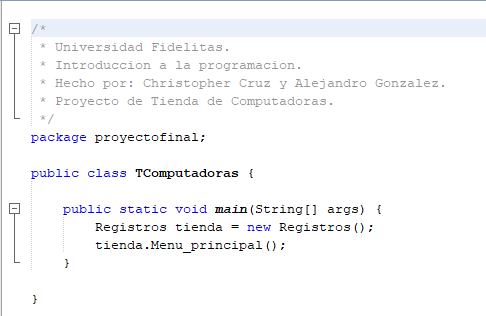 /*
 * Universidad Fidelitas.
 * Introduccion a la programacion.
 * Hecho por: Christopher Cruz y Alejandro Gonzalez.
 * Proyecto de Tienda de Computadoras.
 */
package proyectofinal;
public class TComputadoras {
    public static void main(String[] args) {
        Registros tienda = new Registros();
        tienda.Menu_principal();
    }
}